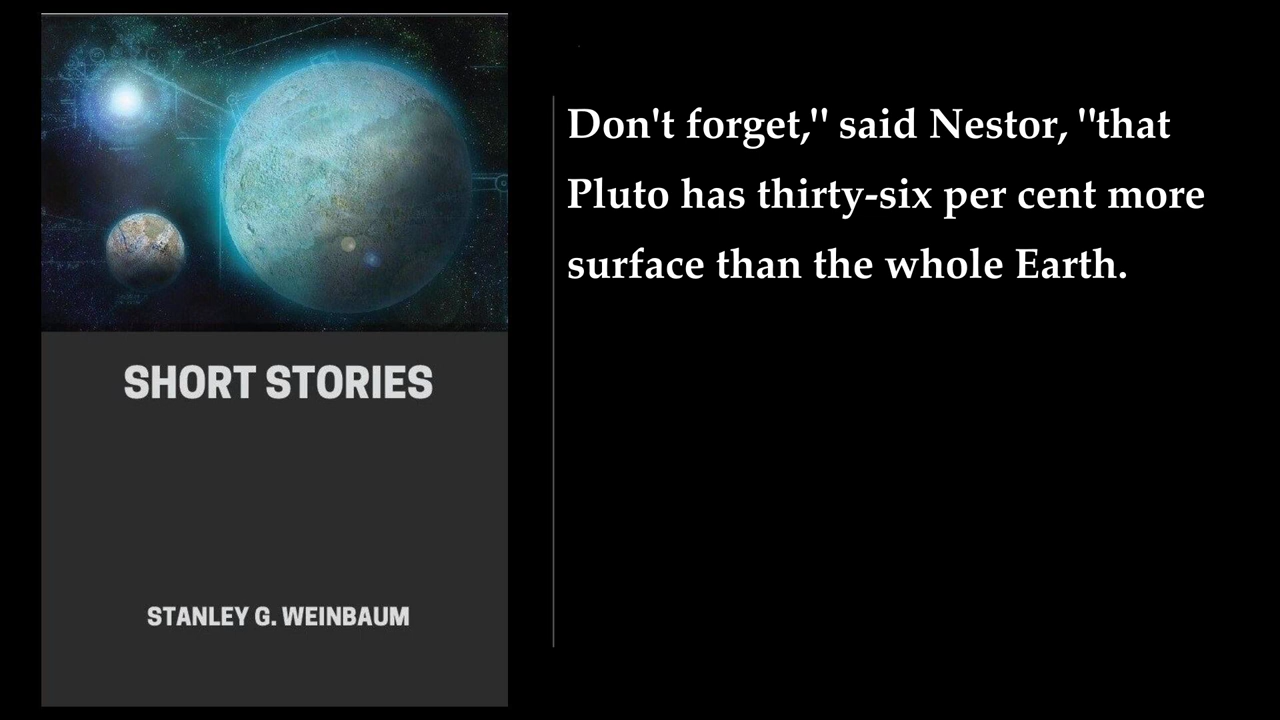 SHORT STORIES
STANLEY G. WEINBAUM
Don't forget," said Nestor, "that
Pluto has thirty-six per cent more
surface than the whole Earth.